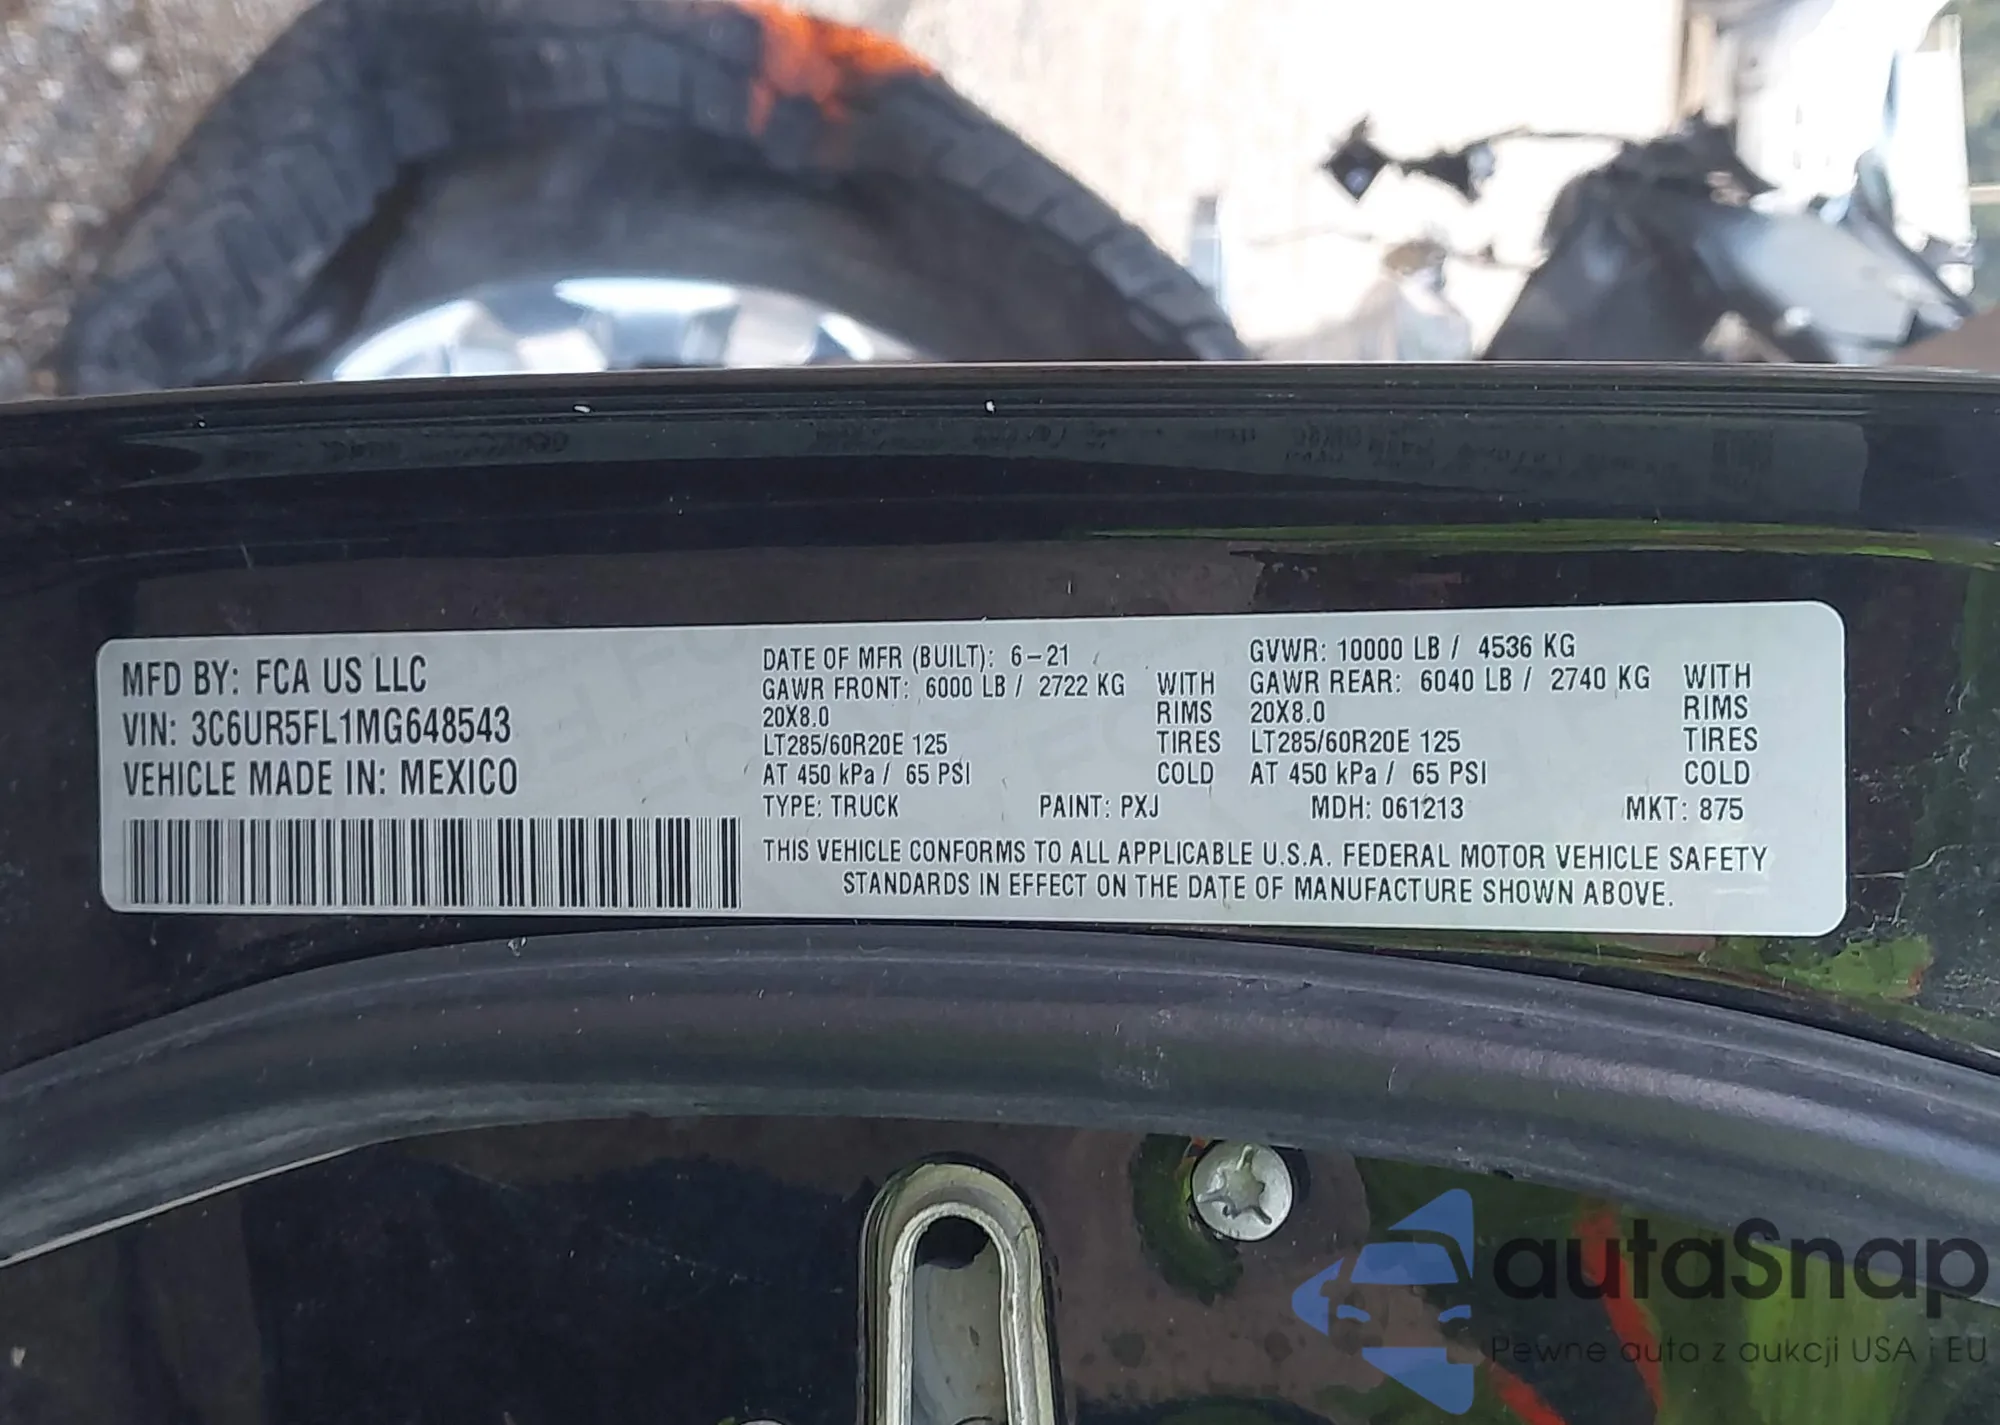 MFD BY: FCA US LLC
VIN: 3C6UR5FL1MG648543
VEHICLE MADE IN: MEXICO
DATE OF MFR (BUILT): 6-21 GVWR: 10000 LB / 4536 KG
GAWR FRONT: 6000 LB / 2722 KG WITH GAWR REAR: 6040 LB / 2740 KG WITH
20X8.0 RIMS 20X8.0 RIMS
LT285/60R20E 125 TIRES LT285/60R20E 125 TIRES
AT 450 kPa / 65 PSI COLD AT 450 kPa / 65 PSI COLD
TYPE: TRUCK PAINT: PXJ MDH: 061213 MKT: 875
THIS VEHICLE CONFORMS TO ALL APPLICABLE U.S.A. FEDERAL MOTOR VEHICLE SAFETY
STANDARDS IN EFFECT ON THE DATE OF MANUFACTURE SHOWN ABOVE.
autaSnap
Pewne auta z aukcji USA i EU